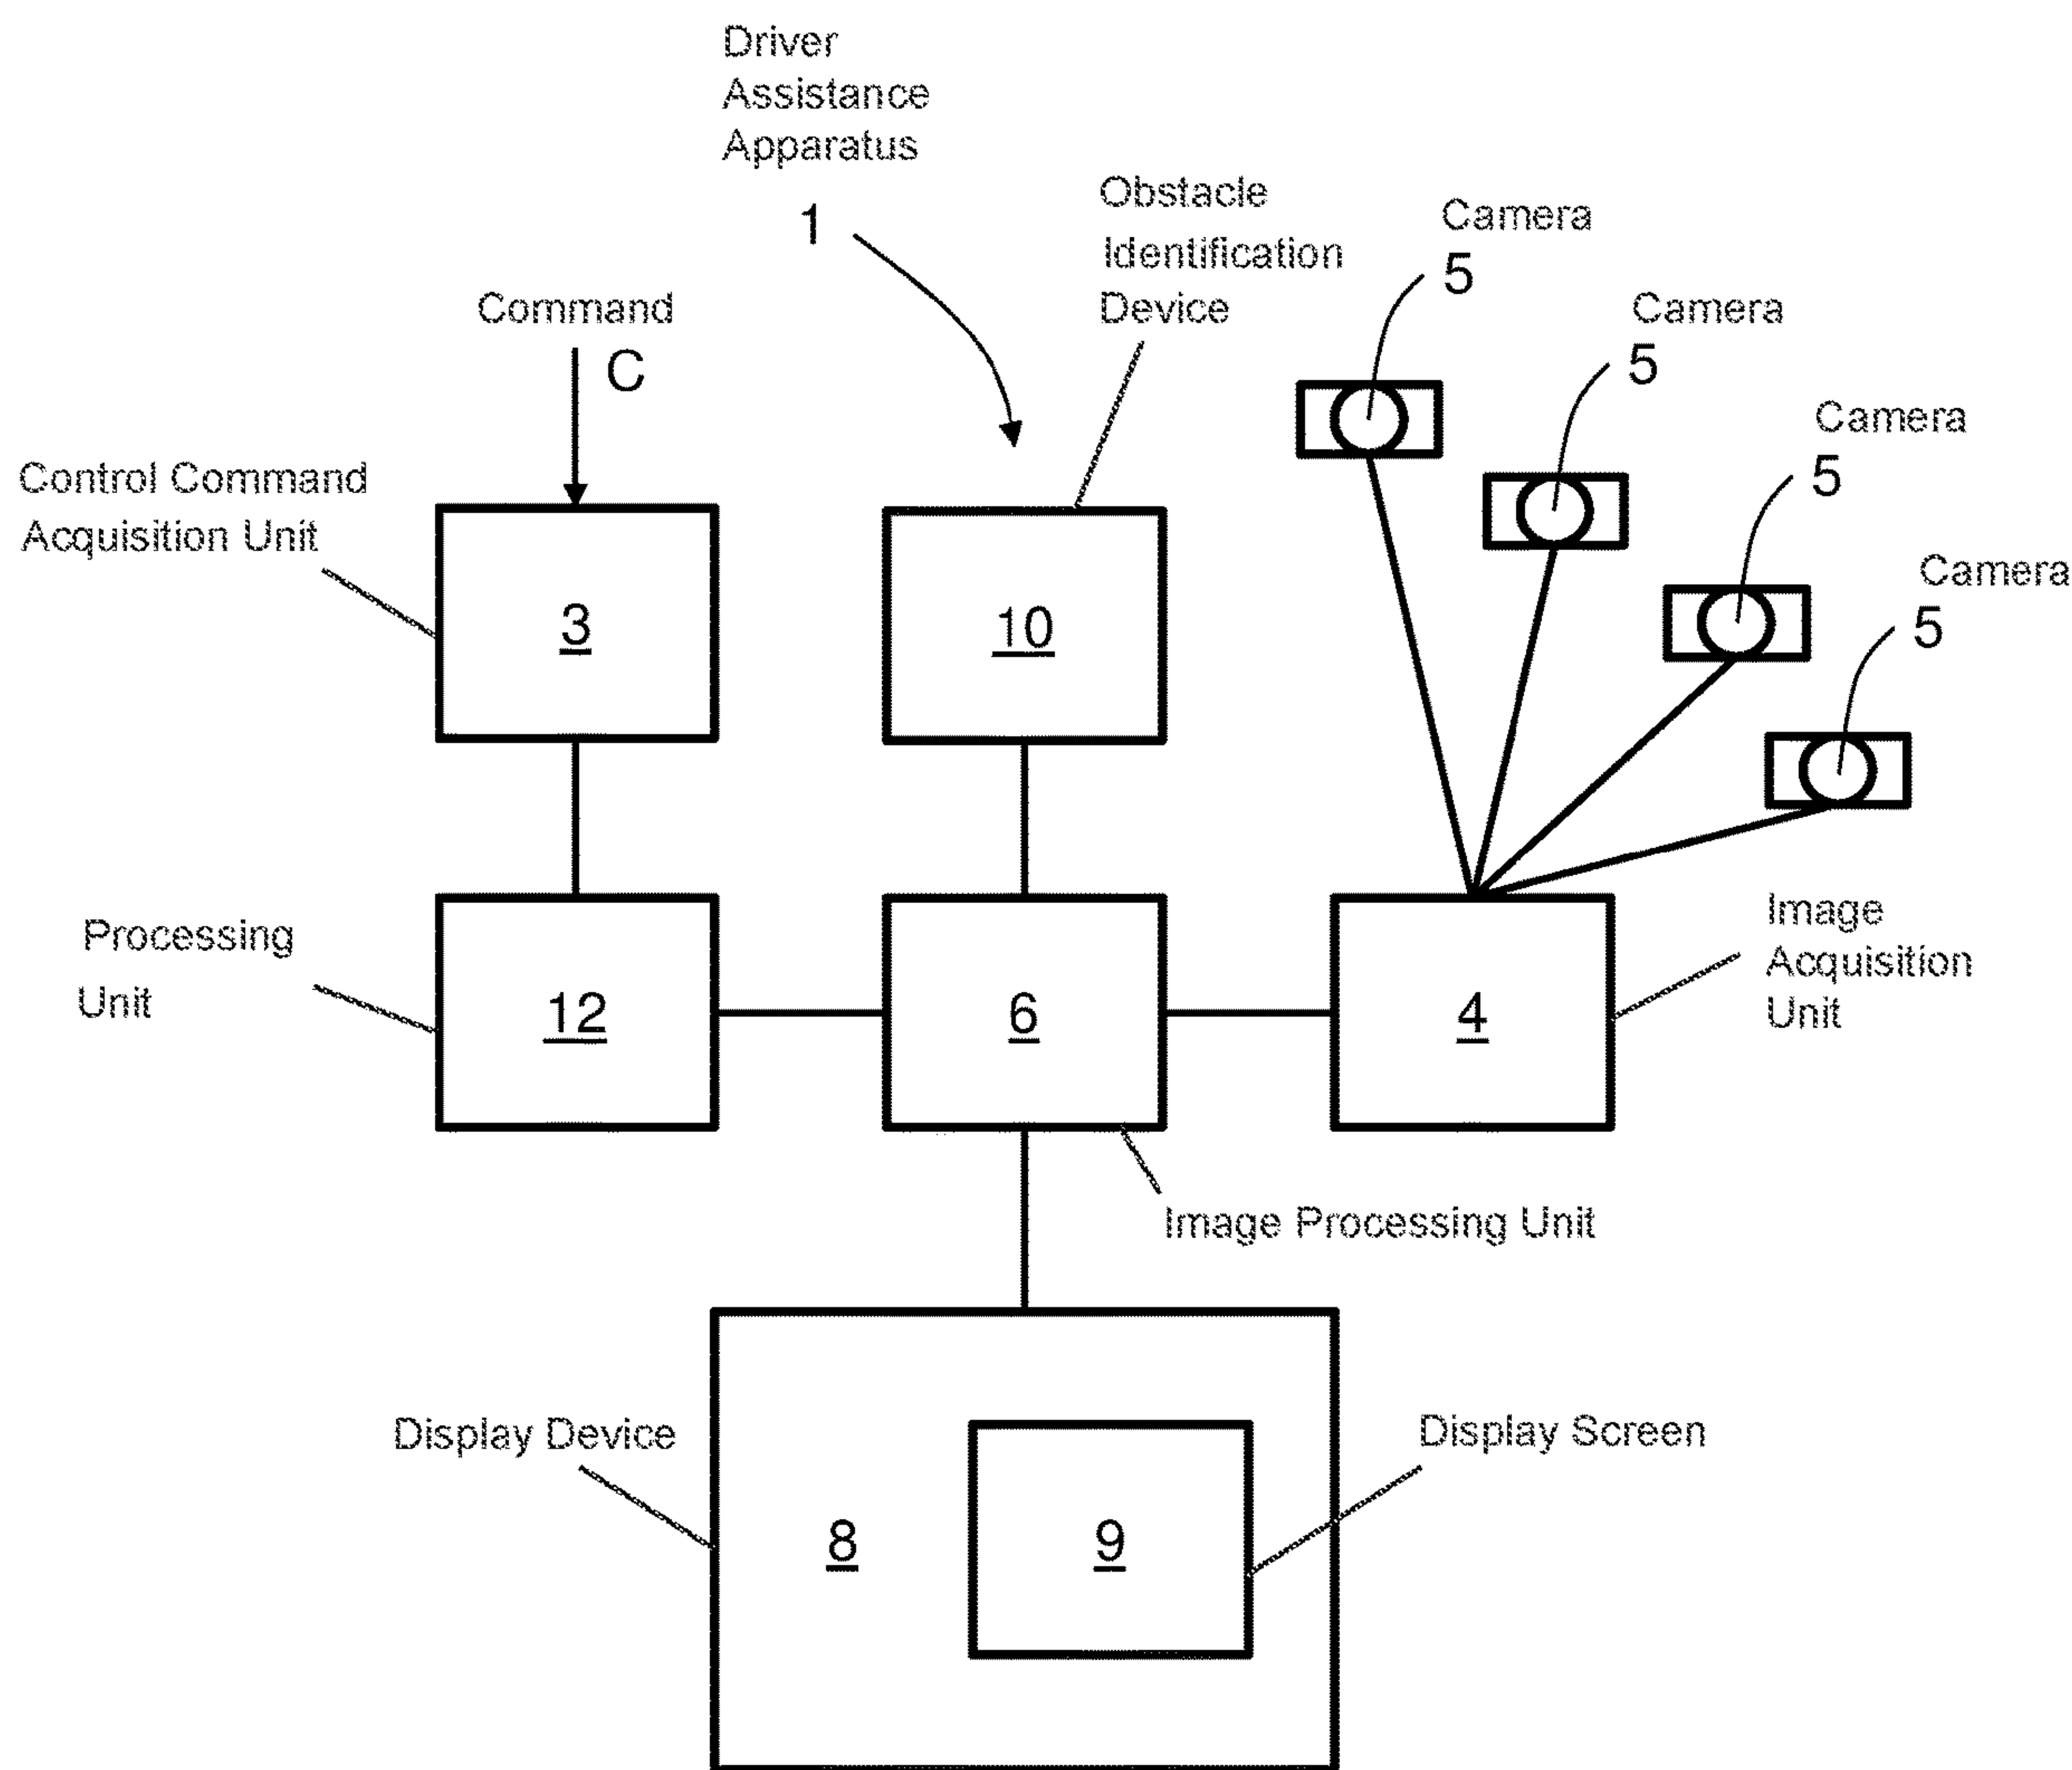 Driver
Assistance
Apparatus
1
Obstacle
Identification
Device
Camera
5
Camera
5
Camera
5
Camera
5
Command
C
Control Command
Acquisition Unit
3
10
Processing
Unit
12
6
4
Image
Acquisition
Unit
Image Processing Unit
Display Device
8
9
Display Screen